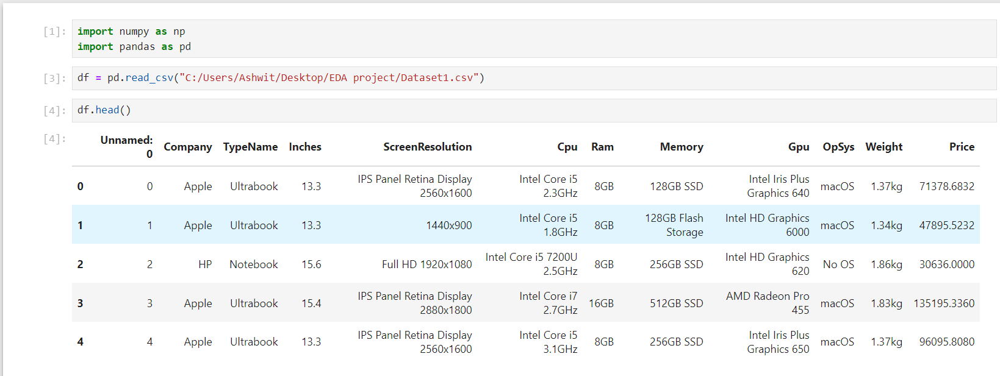 [1]: import numpy as np
import pandas as pd
[3]: df = pd.read_csv("C:/Users/Ashwit/Desktop/EDA project/Dataset1.csv")
[4]: df.head()
[4]:
Unnamed: 0 Company TypeName Inches ScreenResolution Cpu Ram Memory Gpu OpSys Weight Price
0 0 Apple Ultrabook 13.3 IPS Panel Retina Display 2560x1600 Intel Core i5 2.3GHz 8GB 128GB SSD Intel Iris Plus Graphics 640 macOS 1.37kg 71378.6832
1 1 Apple Ultrabook 13.3 1440x900 Intel Core i5 1.8GHz 8GB 128GB Flash Storage Intel HD Graphics 6000 macOS 1.34kg 47895.5232
2 2 HP Notebook 15.6 Full HD 1920x1080 Intel Core i5 7200U 2.5GHz 8GB 256GB SSD Intel HD Graphics 620 No OS 1.86kg 30636.0000
3 3 Apple Ultrabook 15.4 IPS Panel Retina Display 2880x1800 Intel Core i7 2.7GHz 16GB 512GB SSD AMD Radeon Pro 455 macOS 1.83kg 135195.3360
4 4 Apple Ultrabook 13.3 IPS Panel Retina Display 2560x1600 Intel Core i5 3.1GHz 8GB 256GB SSD Intel Iris Plus Graphics 650 macOS 1.37kg 96095.8080